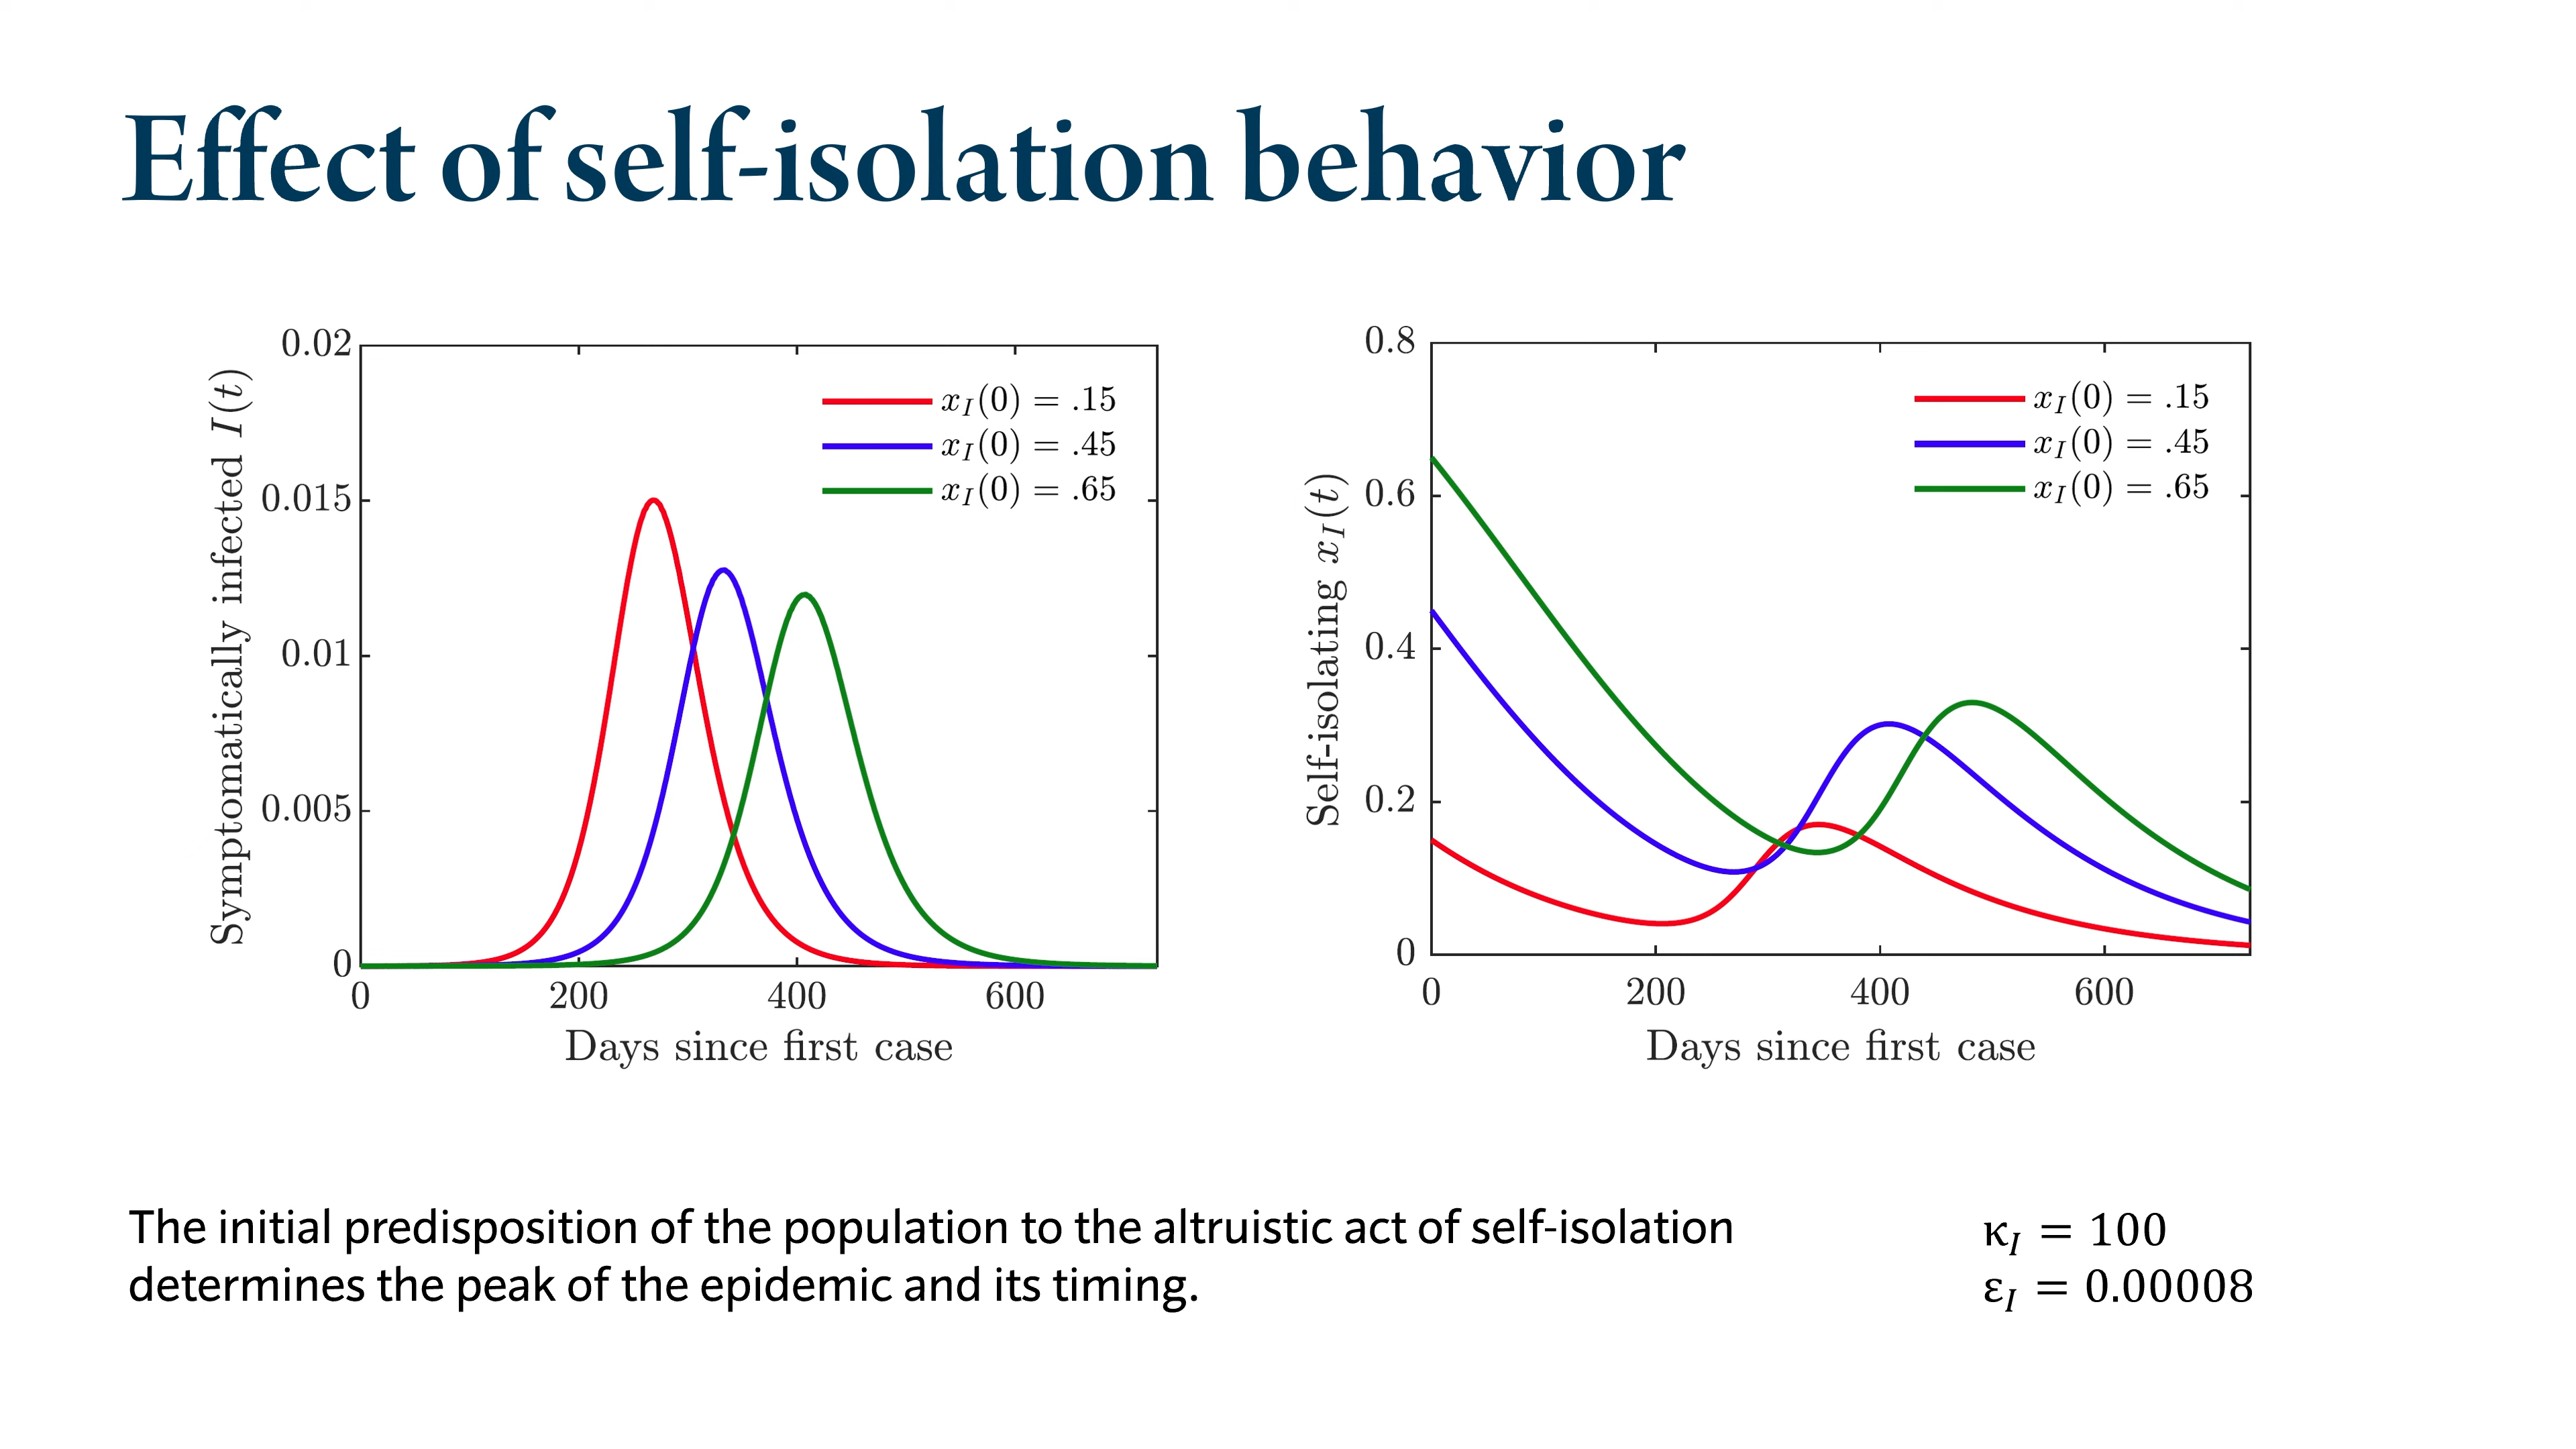 Effect of self-isolation behavior
0.02
0.015
0.01
0.005
0
0 200 400 600
Symptomatically infected I(t)
Days since first case
x_I(0) = .15
x_I(0) = .45
x_I(0) = .65
0.8
0.6
0.4
0.2
0
0 200 400 600
Self-isolating x_I(t)
Days since first case
x_I(0) = .15
x_I(0) = .45
x_I(0) = .65
The initial predisposition of the population to the altruistic act of self-isolation
determines the peak of the epidemic and its timing.
κ_I = 100
ε_I = 0.00008